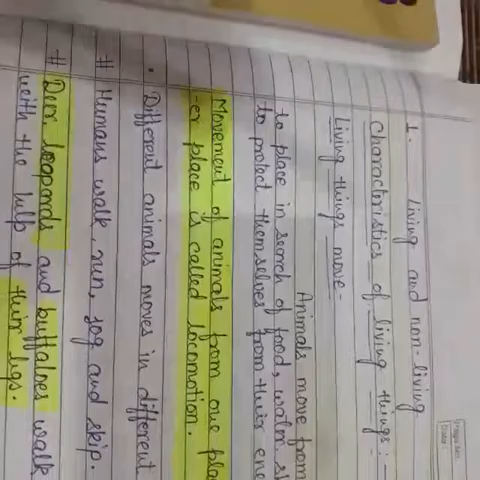 Page No.
Date
1. Living and non-living
Characteristics of living things:-
Living things move-
Animals move from
to place in search of food, water, s
to protect themselves from their ene
Movement of animals from one pla
-er place is called locomotion.
. Different animals moves in different
# Humans walk, run, jog and skip.
# Deer, leopards and buffaloes walk
with the help of their legs.